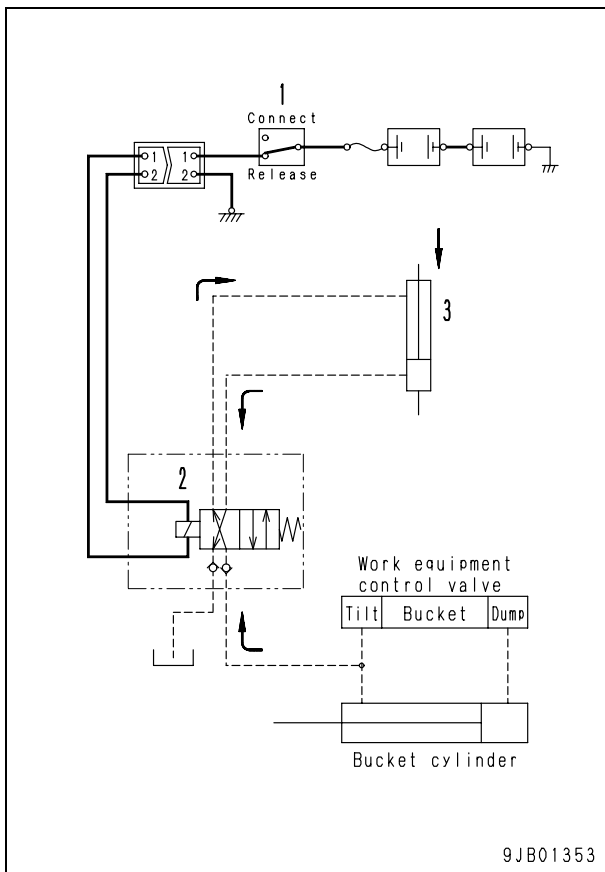 1
Connect
1 1
2 2
Release
3
2
Work equipment
control valve
Tilt Bucket Dump
Bucket cylinder
9JB01353